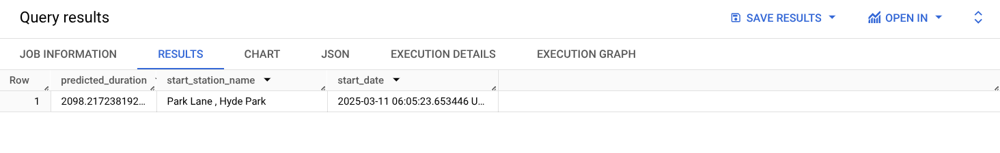 Query results
SAVE RESULTS
OPEN IN
JOB INFORMATION RESULTS CHART JSON EXECUTION DETAILS EXECUTION GRAPH
Row predicted_duration start_station_name start_date
1 2098.217238192... Park Lane , Hyde Park 2025-03-11 06:05:23.653446 U...